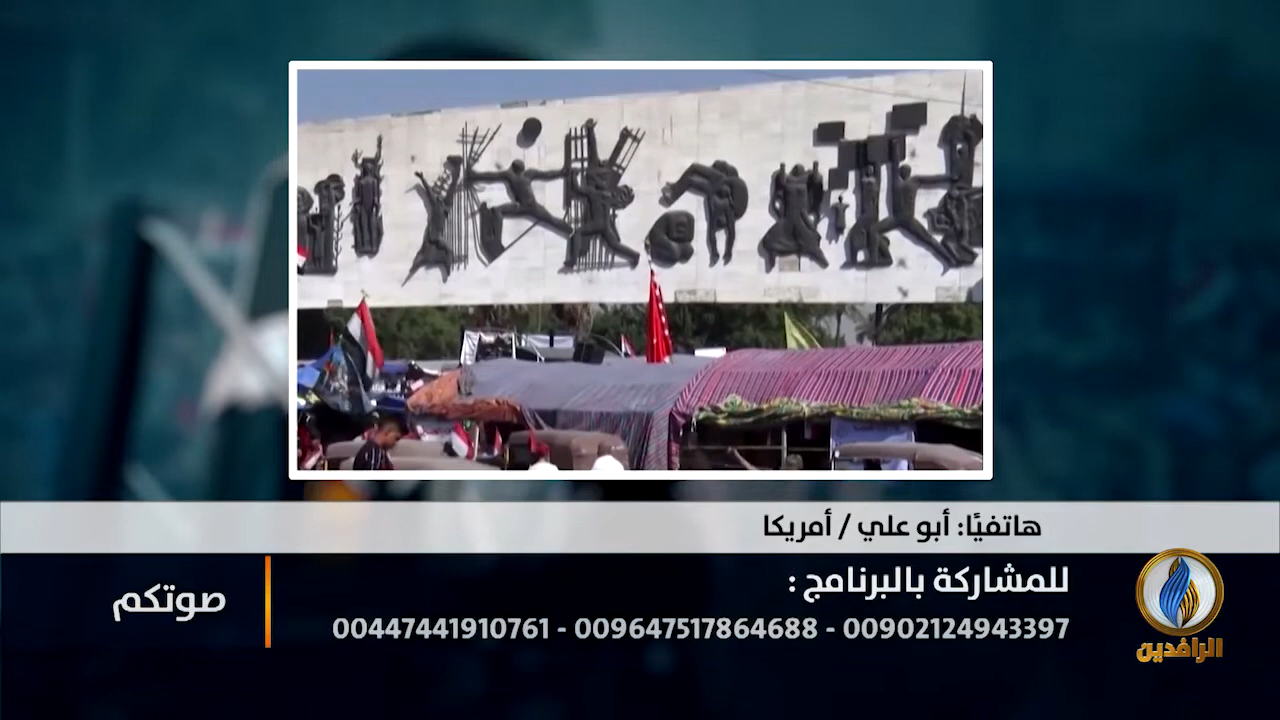 هاتفيًا: أبو علي / أمريكا
للمشاركة بالبرنامج :
00447441910761 - 009647517864688 - 00902124943397
صوتكم
الرافدين